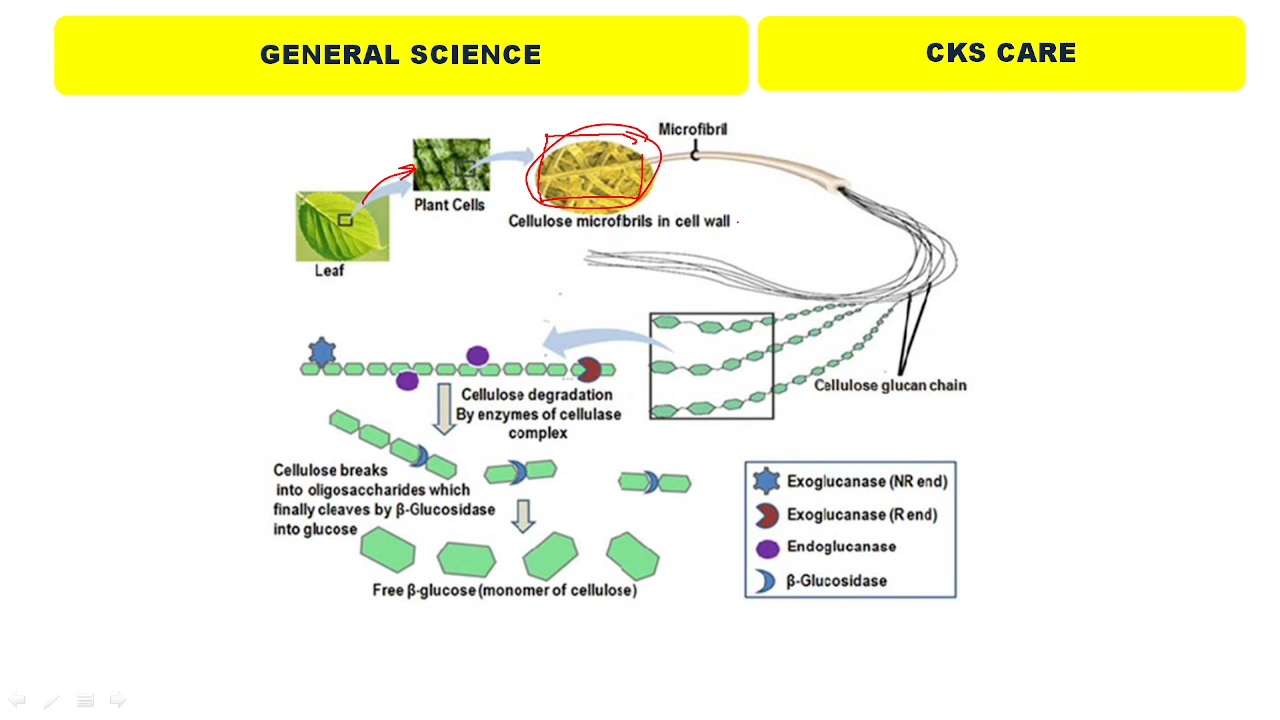 GENERAL SCIENCE
CKS CARE
Microfibril
Plant Cells
Cellulose microfbrils in cell wall
Leaf
Cellulose glucan chain
Cellulose degradation
By enzymes of cellulase
complex
Cellulose breaks
into oligosaccharides which
finally cleaves by β-Glucosidase
into glucose
Free β-glucose (monomer of cellulose)
Exoglucanase (NR end)
Exoglucanase (R end)
Endoglucanase
β-Glucosidase